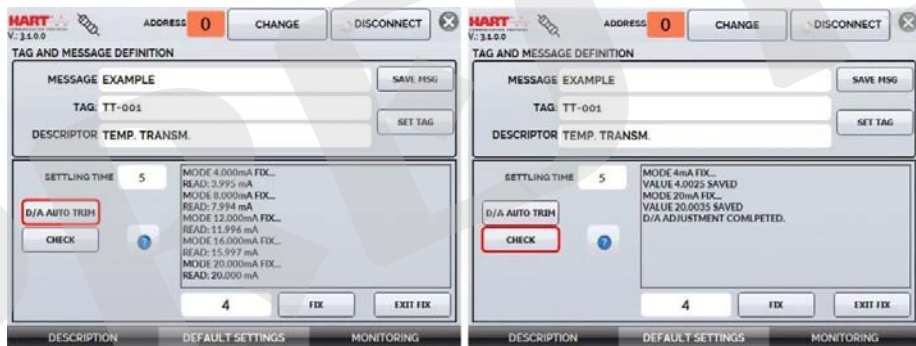 HART
V.: 3.1.0.0
ADDRESS 0 CHANGE DISCONNECT
TAG AND MESSAGE DEFINITION
MESSAGE EXAMPLE SAVE MSG
TAG: TT-001
SET TAG
DESCRIPTOR TEMP. TRANSM.
SETTLING TIME 5
D/A AUTO TRIM
CHECK
MODE 4.000mA FIX...
READ: 3.995 mA
MODE 8.000mA FIX...
READ: 7.994 mA
MODE 12.000mA FIX...
READ: 11.996 mA
MODE 16.000mA FIX...
READ: 15.997 mA
MODE 20.000mA FIX...
READ: 20.000 mA
4 FIX EXIT FIX
DESCRIPTION DEFAULT SETTINGS MONITORING
HART
V.: 3.1.0.0
ADDRESS 0 CHANGE DISCONNECT
TAG AND MESSAGE DEFINITION
MESSAGE EXAMPLE SAVE MSG
TAG: TT-001
SET TAG
DESCRIPTOR TEMP. TRANSM.
SETTLING TIME 5
D/A AUTO TRIM
CHECK
MODE 4mA FIX...
VALUE 4.0025 SAVED
MODE 20mA FIX...
VALUE 20.0035 SAVED
D/A ADJUSTMENT COMLPETED.
4 FIX EXIT FIX
DESCRIPTION DEFAULT SETTINGS MONITORING